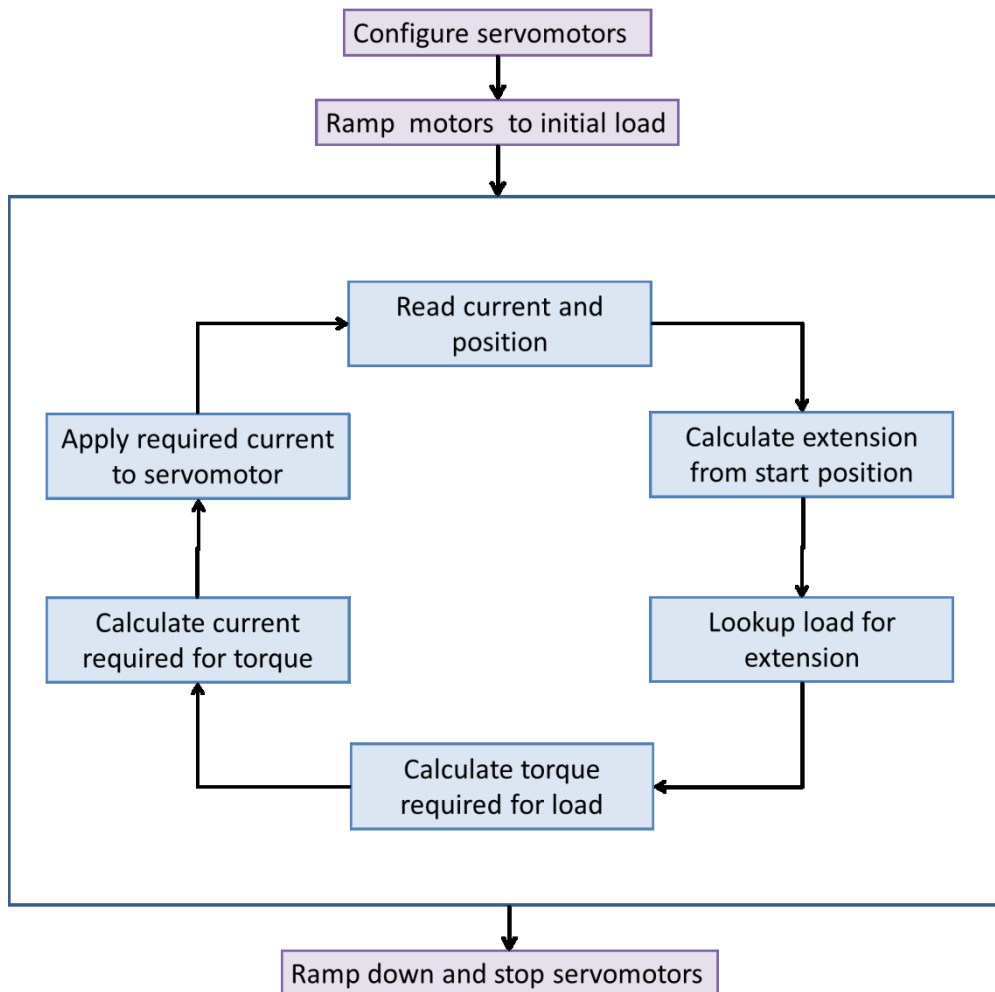 Configure servomotors
Ramp motors to initial load
Read current and
position
Calculate extension
from start position
Lookup load for
extension
Calculate torque
required for load
Calculate current
required for torque
Apply required current
to servomotor
Ramp down and stop servomotors